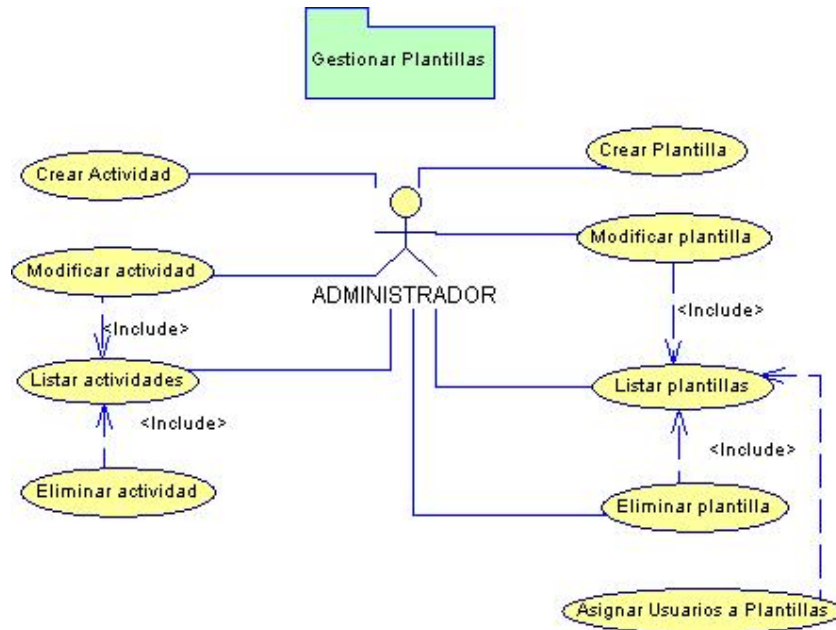 Gestionar Plantillas
Crear Plantilla
Crear Actividad
Modificar plantilla
Modificar actividad
ADMINISTRADOR
<Include>
<Include>
Listar actividades
Listar plantillas
<Include>
<Include>
Eliminar actividad
Eliminar plantilla
Asignar Usuarios a Plantillas